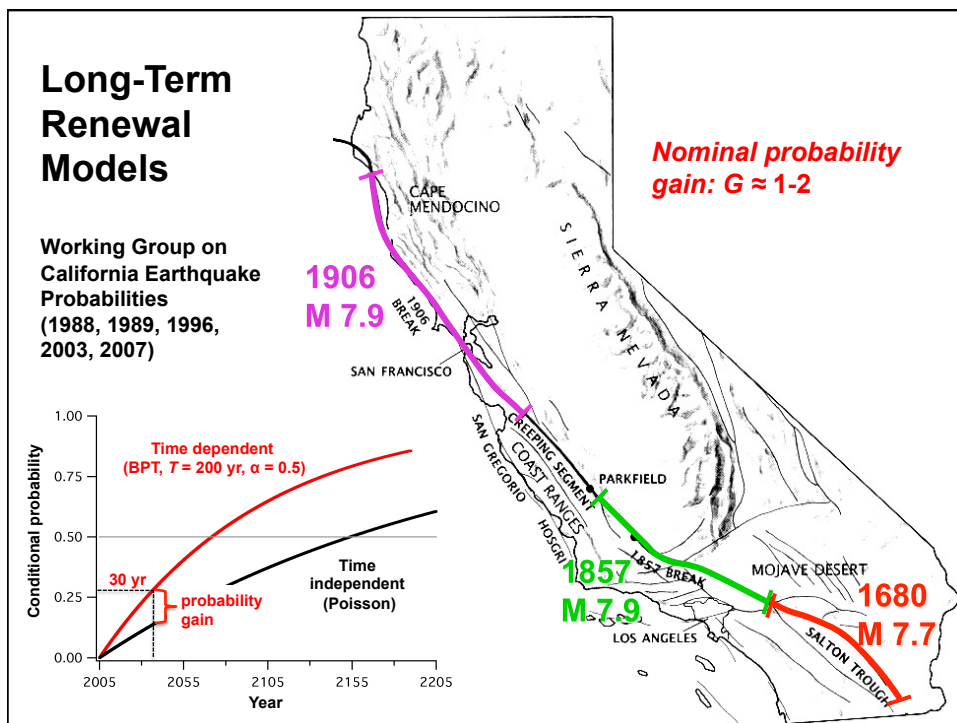 Long-Term
Renewal
Models
Working Group on
California Earthquake
Probabilities
(1988, 1989, 1996,
2003, 2007)
Nominal probability
gain: G ≈ 1-2
CAPE
MENDOCINO
1906
M 7.9
1906
BREAK
SAN FRANCISCO
SIERRA NEVADA
CREEPING SEGMENT
COAST RANGES
SAN GREGORIO
HOSGRI
PARKFIELD
1857 BREAK
1857
M 7.9
MOJAVE DESERT
1680
M 7.7
LOS ANGELES
SALTON TROUGH
Conditional probability
1.00
0.75
0.50
0.25
0.00
Time dependent
(BPT, T = 200 yr, α = 0.5)
30 yr
probability
gain
Time
independent
(Poisson)
2005
2055
2105
2155
2205
Year